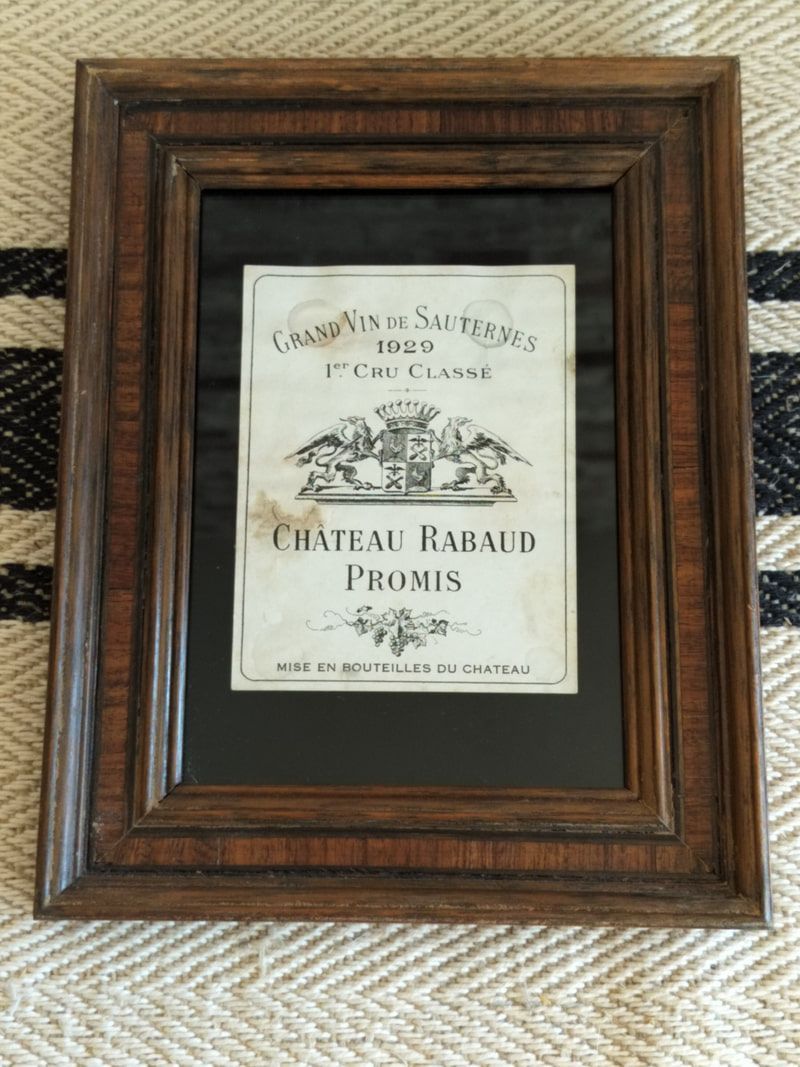 GRAND VIN DE SAUTERNES
1929
1er CRU CLASSÉ
CHÂTEAU RABAUD
PROMIS
MISE EN BOUTEILLES DU CHATEAU